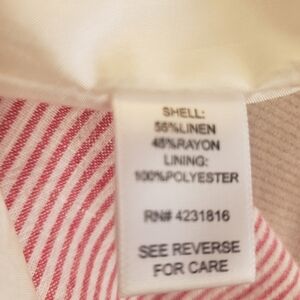 SHELL:
55%LINEN
45%RAYON
LINING:
100%POLYESTER
RN# 4231816
SEE REVERSE
FOR CARE